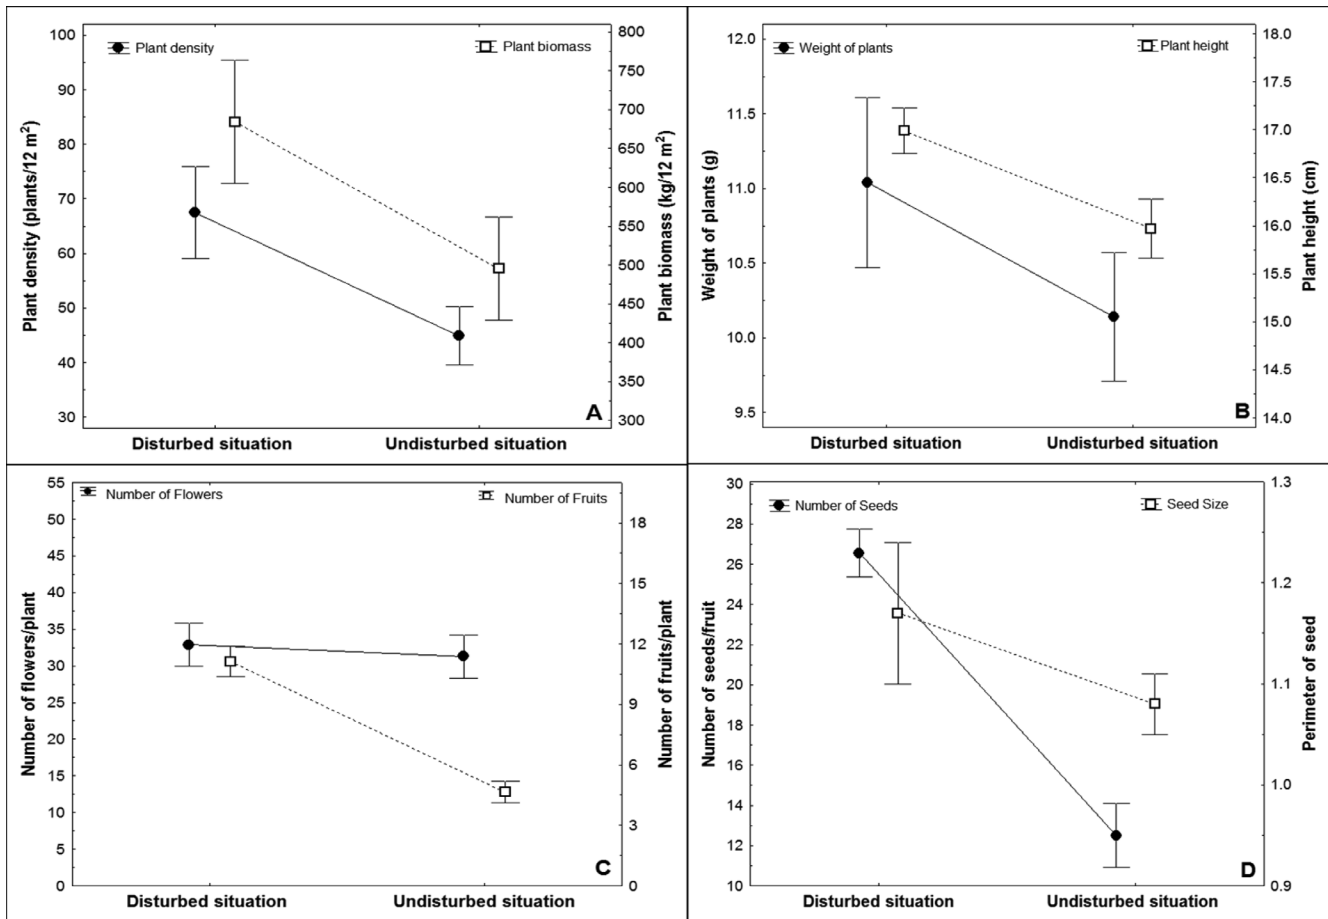 Plant density
Plant biomass
Plant density (plants/12 m²)
100
90
80
70
60
50
40
30
Plant biomass (kg/12 m²)
800
750
700
650
600
550
500
450
400
350
300
Disturbed situation
Undisturbed situation
A
Weight of plants
Plant height
Weight of plants (g)
12.0
11.5
11.0
10.5
10.0
9.5
Plant height (cm)
18.0
17.5
17.0
16.5
16.0
15.5
15.0
14.5
14.0
Disturbed situation
Undisturbed situation
B
Number of Flowers
Number of Fruits
Number of flowers/plant
55
50
45
40
35
30
25
20
15
10
5
0
Number of fruits/plant
18
15
12
9
6
3
0
Disturbed situation
Undisturbed situation
C
Number of Seeds
Seed Size
Number of seeds/fruit
30
28
26
24
22
20
18
16
14
12
10
Perimeter of seed
1.3
1.2
1.1
1.0
0.9
Disturbed situation
Undisturbed situation
D